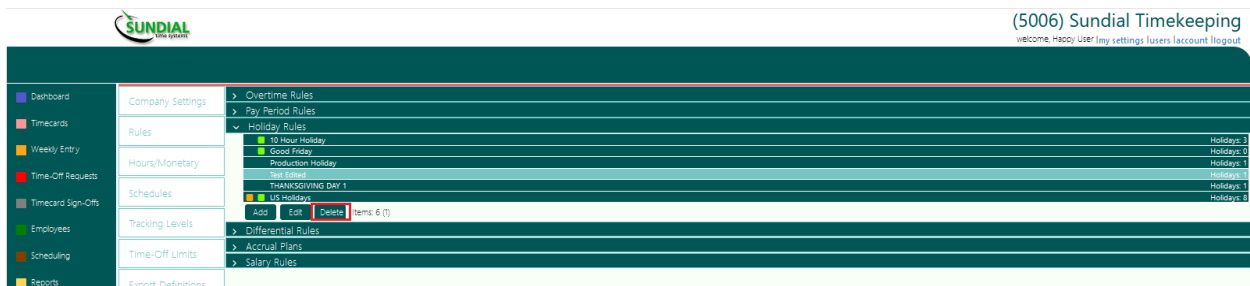 SUNDIAL
time systems
(5006) Sundial Timekeeping
welcome, Happy User |my settings |users |account |logout
Dashboard
Timecards
Weekly Entry
Time-Off Requests
Timecard Sign-Offs
Employees
Scheduling
Reports
Company Settings
Rules
Hours/Monetary
Schedules
Tracking Levels
Time-Off Limits
Export Definitions
> Overtime Rules
> Pay Period Rules
Holiday Rules
10 Hour Holiday Holidays: 3
Good Friday Holidays: 0
Production Holiday Holidays: 1
Test Edited Holidays: 1
THANKSGIVING DAY 1 Holidays: 1
US Holidays Holidays: 8
Add Edit Delete Items: 6 (1)
> Differential Rules
> Accrual Plans
> Salary Rules